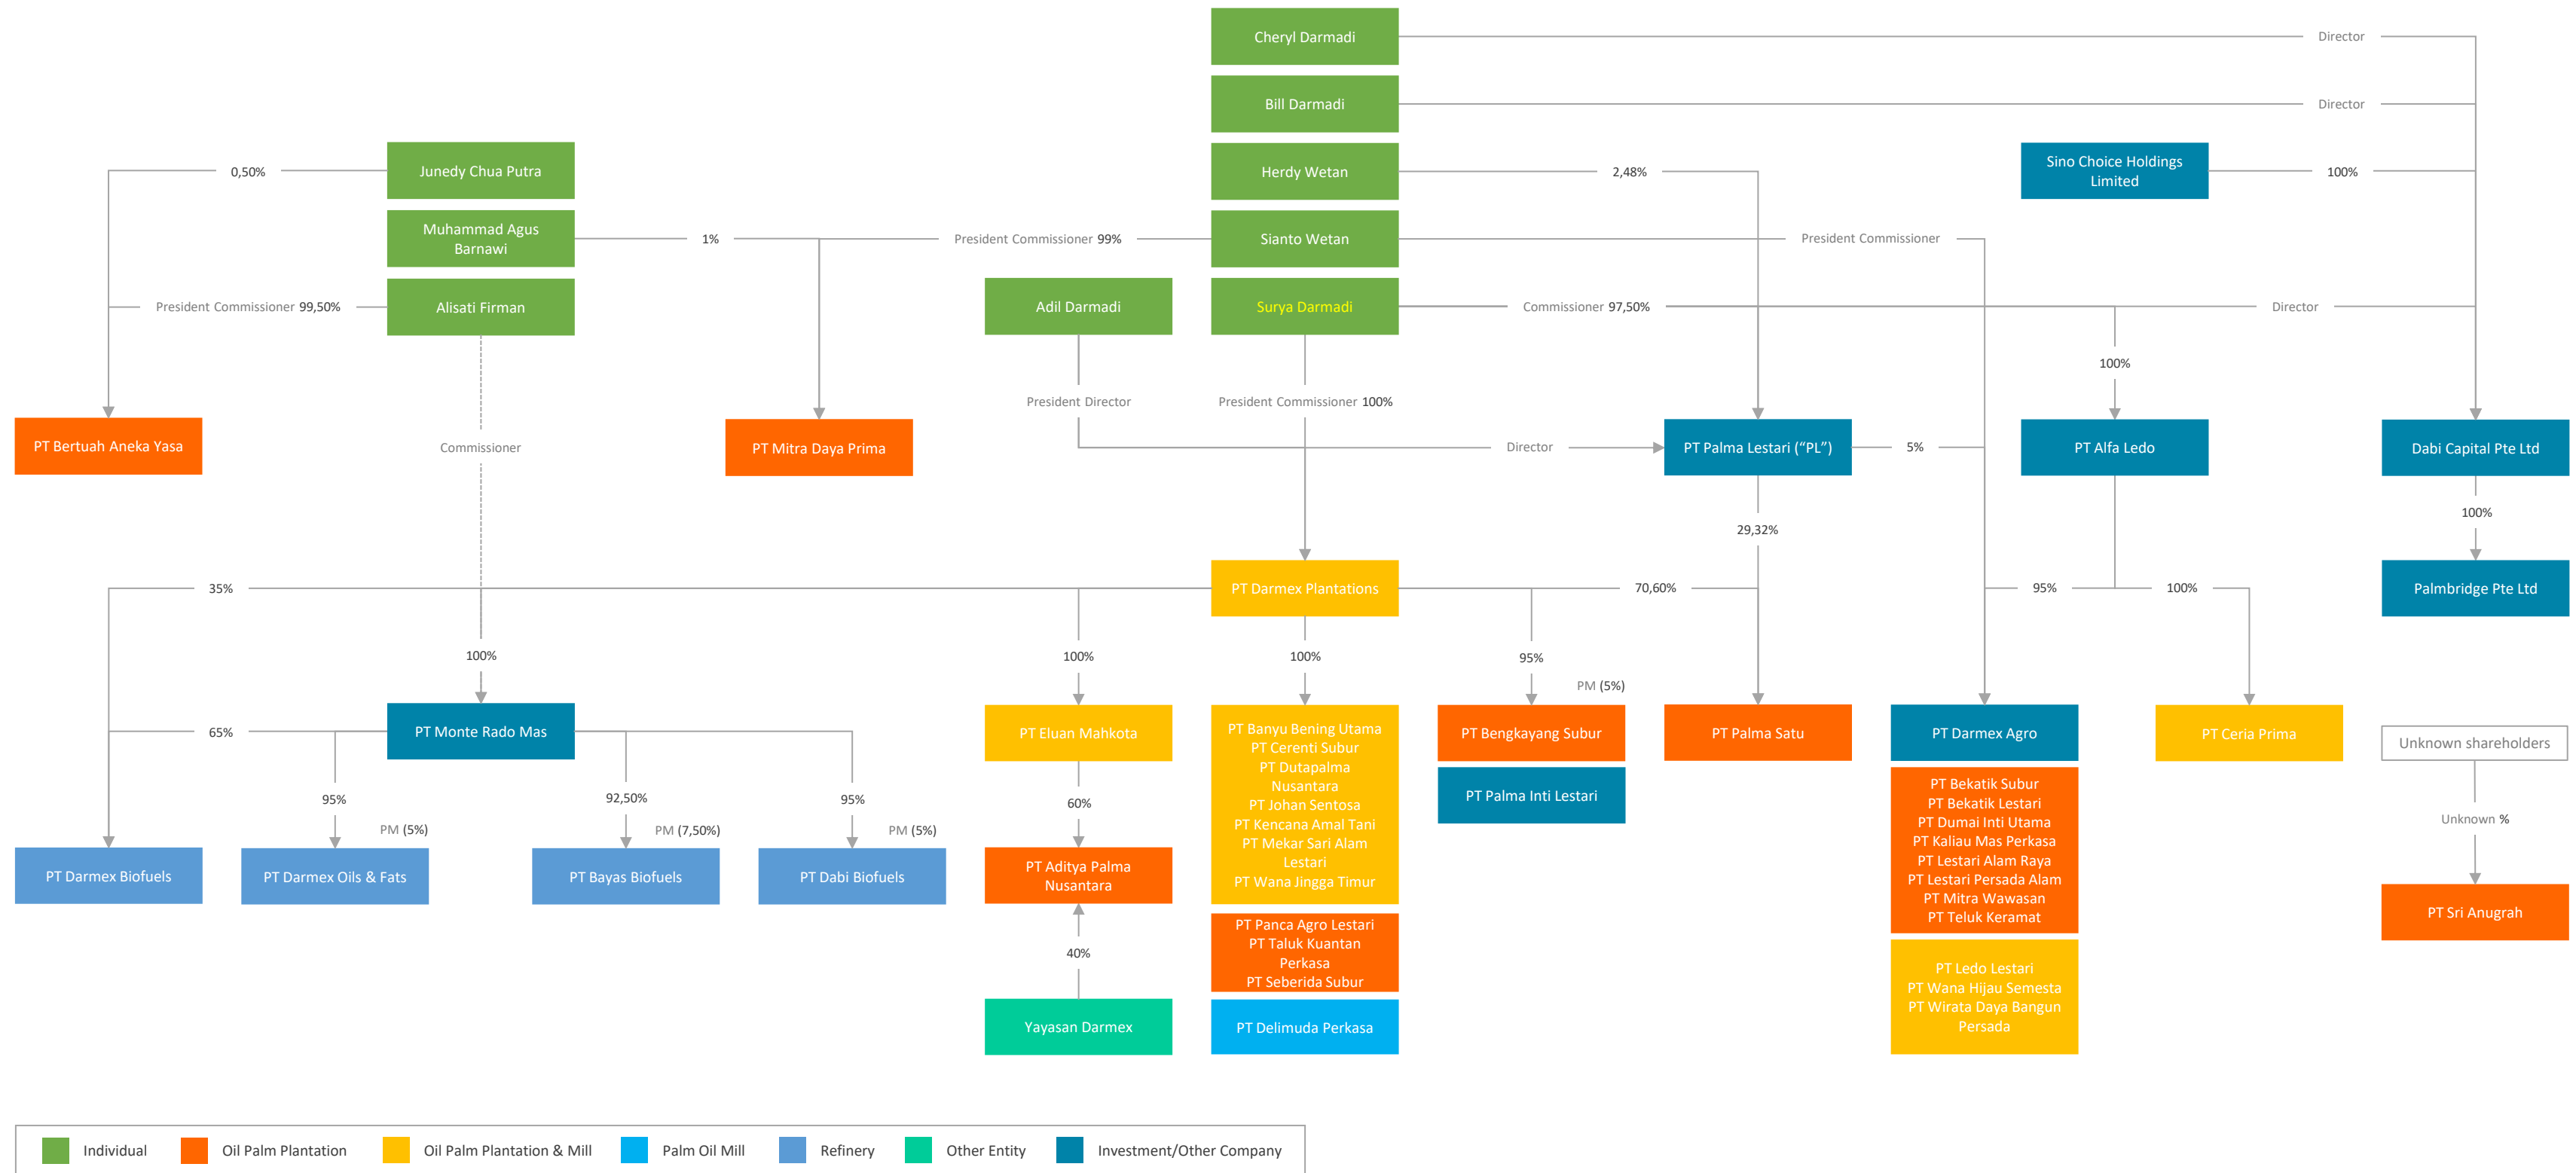 Cheryl Darmadi
Director
Bill Darmadi
Director
Junedy Chua Putra
0,50%
Herdy Wetan
2,48%
Sino Choice Holdings
Limited
100%
Muhammad Agus
Barnawi
1%
President Commissioner 99%
Sianto Wetan
President Commissioner
President Commissioner 99,50%
Alisati Firman
Adil Darmadi
Surya Darmadi
Commissioner 97,50%
Director
100%
President Director
President Commissioner 100%
PT Bertuah Aneka Yasa
Commissioner
PT Mitra Daya Prima
Director
PT Palma Lestari (“PL”)
5%
PT Alfa Ledo
Dabi Capital Pte Ltd
29,32%
100%
35%
PT Darmex Plantations
70,60%
95%
100%
Palmbridge Pte Ltd
100%
100%
100%
95%
PM (5%)
65%
PT Monte Rado Mas
PT Eluan Mahkota
PT Banyu Bening Utama
PT Cerenti Subur
PT Dutapalma
Nusantara
PT Johan Sentosa
PT Kencana Amal Tani
PT Mekar Sari Alam
Lestari
PT Wana Jingga Timur
PT Bengkayang Subur
PT Palma Inti Lestari
PT Palma Satu
PT Darmex Agro
PT Bekatik Subur
PT Bekatik Lestari
PT Dumai Inti Utama
PT Kaliau Mas Perkasa
PT Lestari Alam Raya
PT Lestari Persada Alam
PT Mitra Wawasan
PT Teluk Keramat
PT Ceria Prima
Unknown shareholders
95%
PM (5%)
92,50%
PM (7,50%)
95%
PM (5%)
60%
Unknown %
PT Darmex Biofuels
PT Darmex Oils & Fats
PT Bayas Biofuels
PT Dabi Biofuels
PT Aditya Palma
Nusantara
PT Sri Anugrah
40%
PT Panca Agro Lestari
PT Taluk Kuantan
Perkasa
PT Seberida Subur
PT Ledo Lestari
PT Wana Hijau Semesta
PT Wirata Daya Bangun
Persada
Yayasan Darmex
PT Delimuda Perkasa
Individual
Oil Palm Plantation
Oil Palm Plantation & Mill
Palm Oil Mill
Refinery
Other Entity
Investment/Other Company